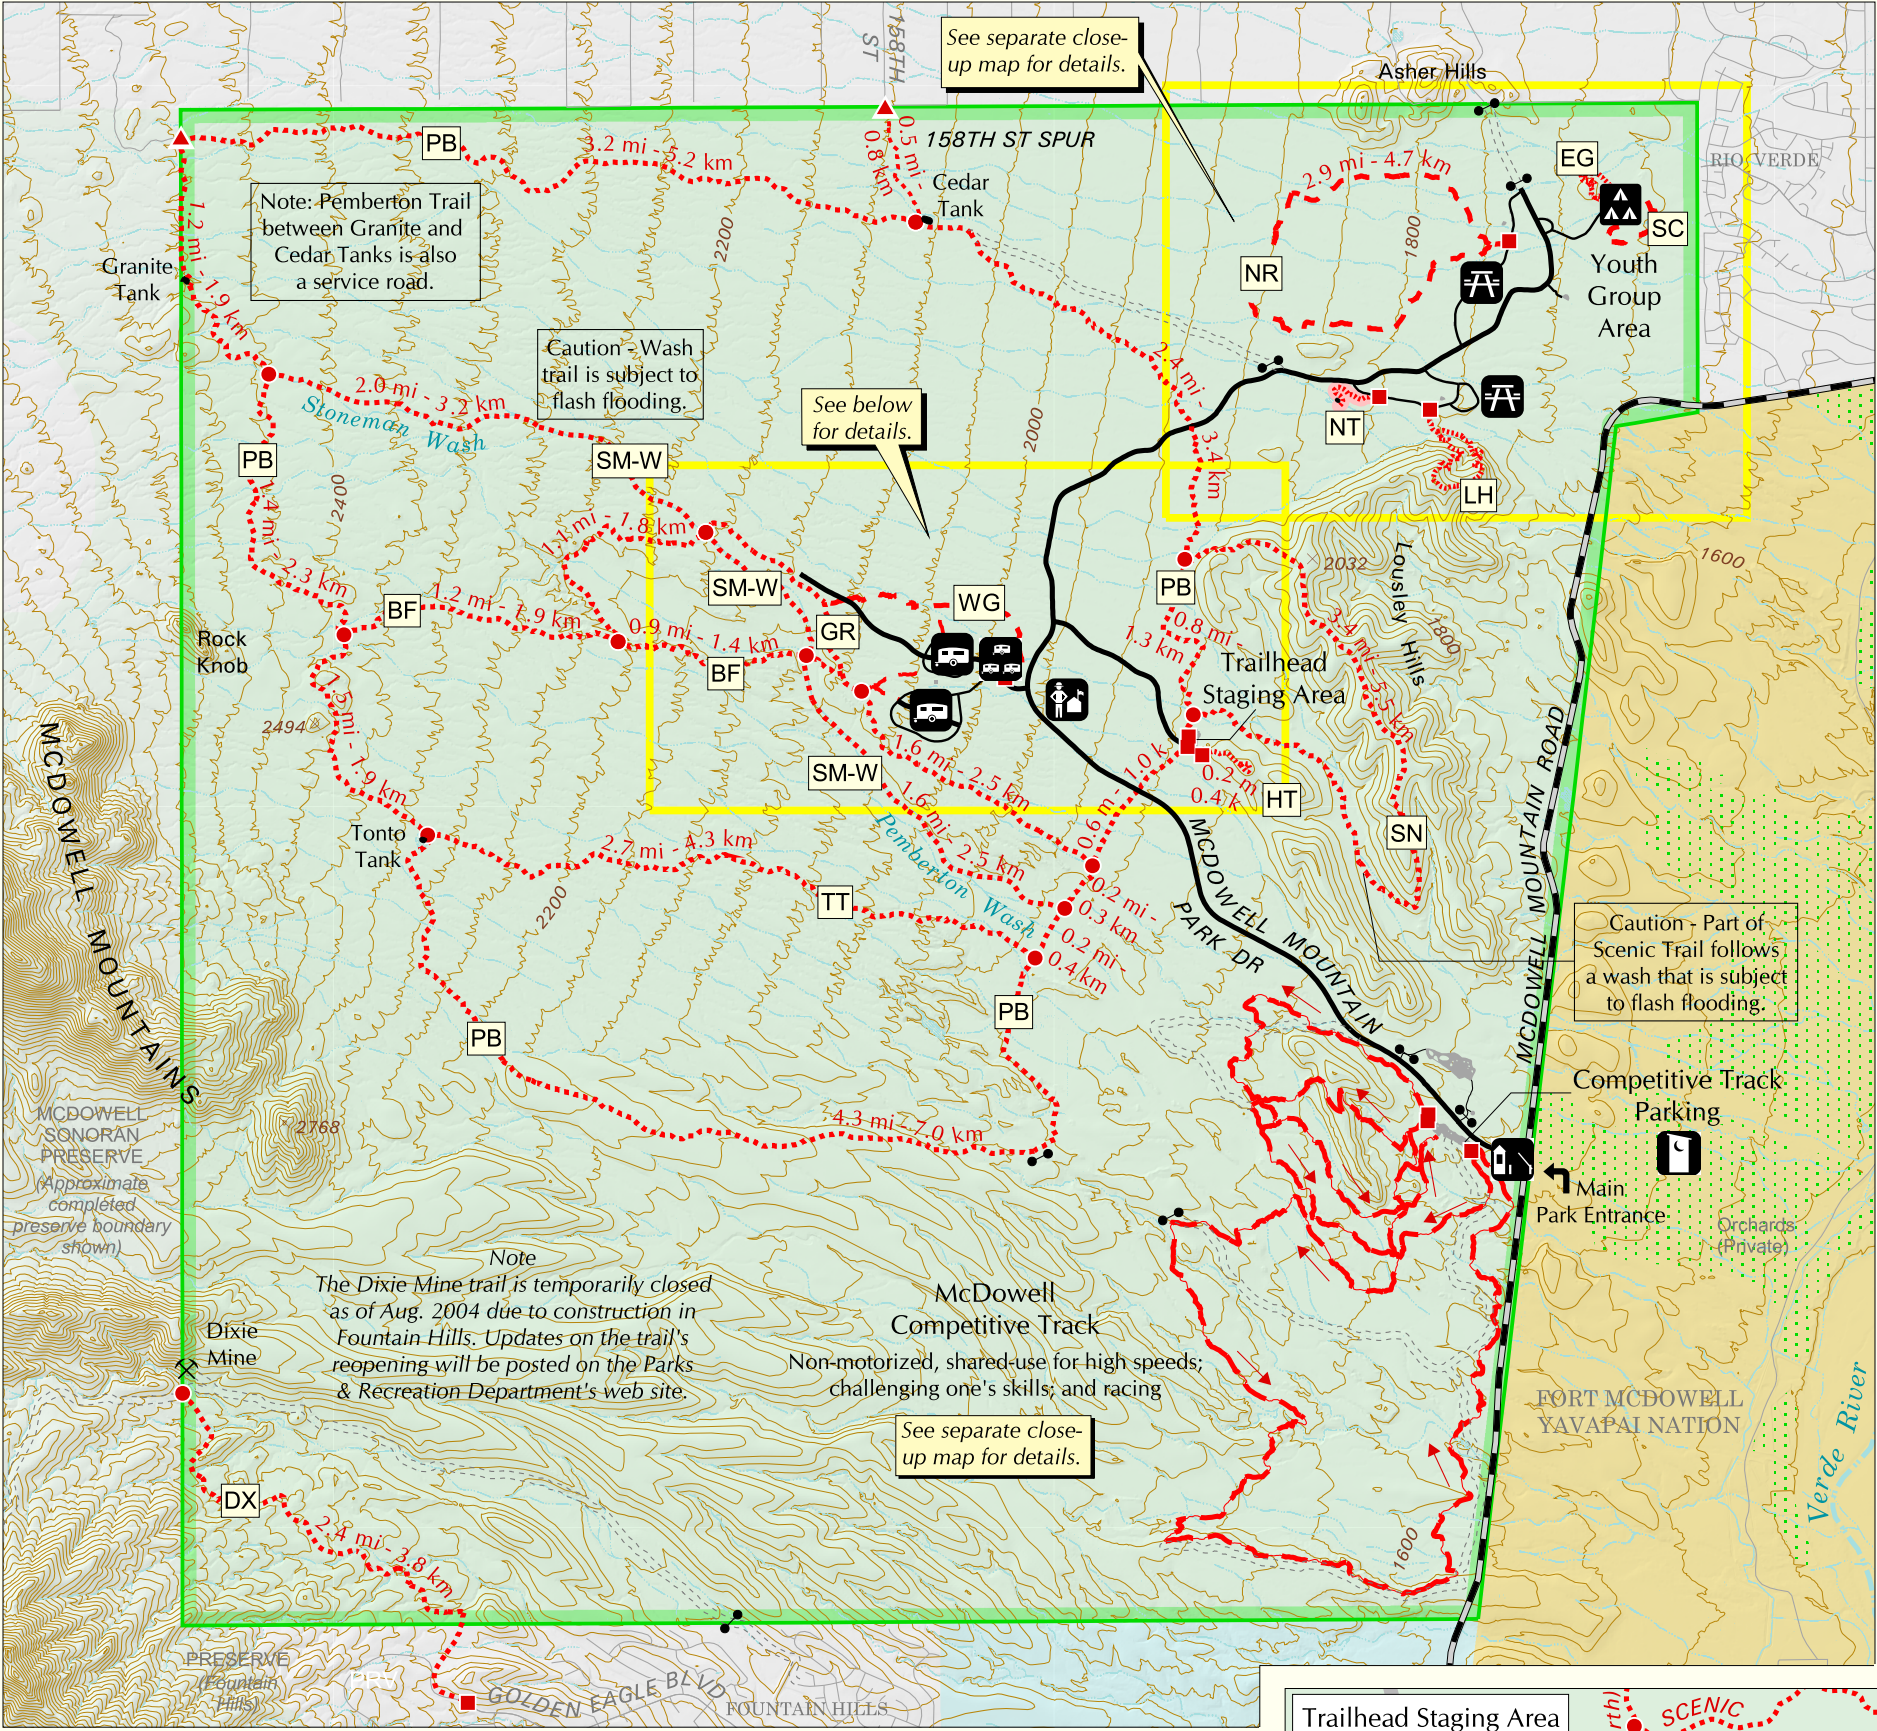 158TH
ST
See separate close-
up map for details.
Asher Hills
158TH ST SPUR
PB
3.2 mi - 5.2 km
0.5 mi -
0.8 km
Cedar
Tank
2.9 mi - 4.7 km
EG
RIO VERDE
SC
Youth
Group
Area
NR
1800
Note: Pemberton Trail
between Granite and
Cedar Tanks is also
a service road.
Granite
Tank
1.2 mi - 1.9 km
2200
Caution - Wash
trail is subject to
flash flooding.
2.0 mi - 3.2 km
Stoneman Wash
See below
for details.
2000
2.4 mi - 3.4 km
NT
LH
PB
SM-W
2400
1.4 mi - 2.3 km
1.1 mi - 1.8 km
SM-W
BF
1.2 mi - 1.9 km
0.9 mi - 1.4 km
BF
GR
WG
PB
2032
Lousley Hills
1800
1600
0.8 mi -
1.3 km
3.4 mi - 5.5 km
Trailhead
Staging Area
Rock
Knob
2494
1.5 mi - 1.9 km
SM-W
1.6 mi - 2.5 km
1.6 mi - 2.5 km
0.6 m - 1.0 k
0.2 m
0.4 k
HT
SN
MCDOWELL MOUNTAINS
Tonto
Tank
2.7 mi - 4.3 km
TT
2200
Pemberton Wash
0.2 mi -
0.3 km
0.2 mi -
0.4 km
MCDOWELL MOUNTAIN
PARK DR
MCDOWELL MOUNTAIN ROAD
Caution - Part of
Scenic Trail follows
a wash that is subject
to flash flooding.
PB
PB
4.3 mi - 7.0 km
2768
MCDOWELL
SONORAN
PRESERVE
(Approximate
completed
preserve boundary
shown)
Competitive Track
Parking
Main
Park Entrance
Orchards
(Private)
Note
The Dixie Mine trail is temporarily closed
as of Aug. 2004 due to construction in
Fountain Hills. Updates on the trail's
reopening will be posted on the Parks
& Recreation Department's web site.
Dixie
Mine
McDowell
Competitive Track
Non-motorized, shared-use for high speeds;
challenging one's skills; and racing
See separate close-
up map for details.
FORT MCDOWELL
YAVAPAI NATION
Verde River
DX
2.4 mi - 3.8 km
1600
PRESERVE
(Fountain
Hills)
PRV
GOLDEN EAGLE BLVD
FOUNTAIN HILLS
Trailhead Staging Area
rth)
SCENIC